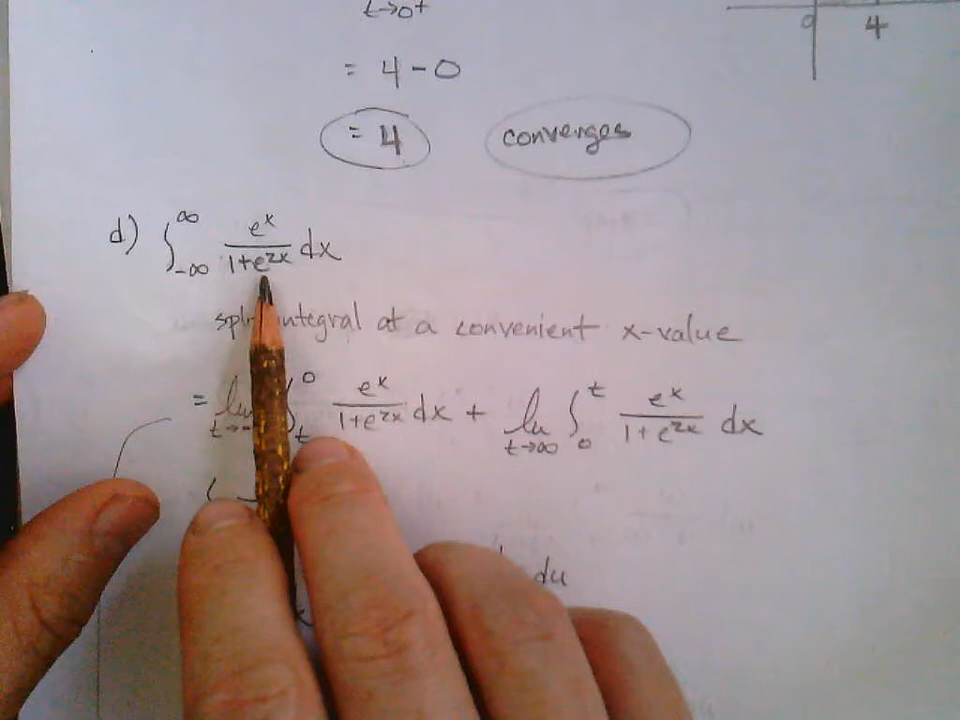 t→0⁺
0 4
= 4 - 0
= 4 converges
d) ∫_{-∞}^{∞} e^x/(1+e^{2x}) dx
integral at a convenient x-value
= ∫_t^0 e^x/(1+e^{2x}) dx + lim_{t→∞} ∫_0^t e^x/(1+e^{2x}) dx
du